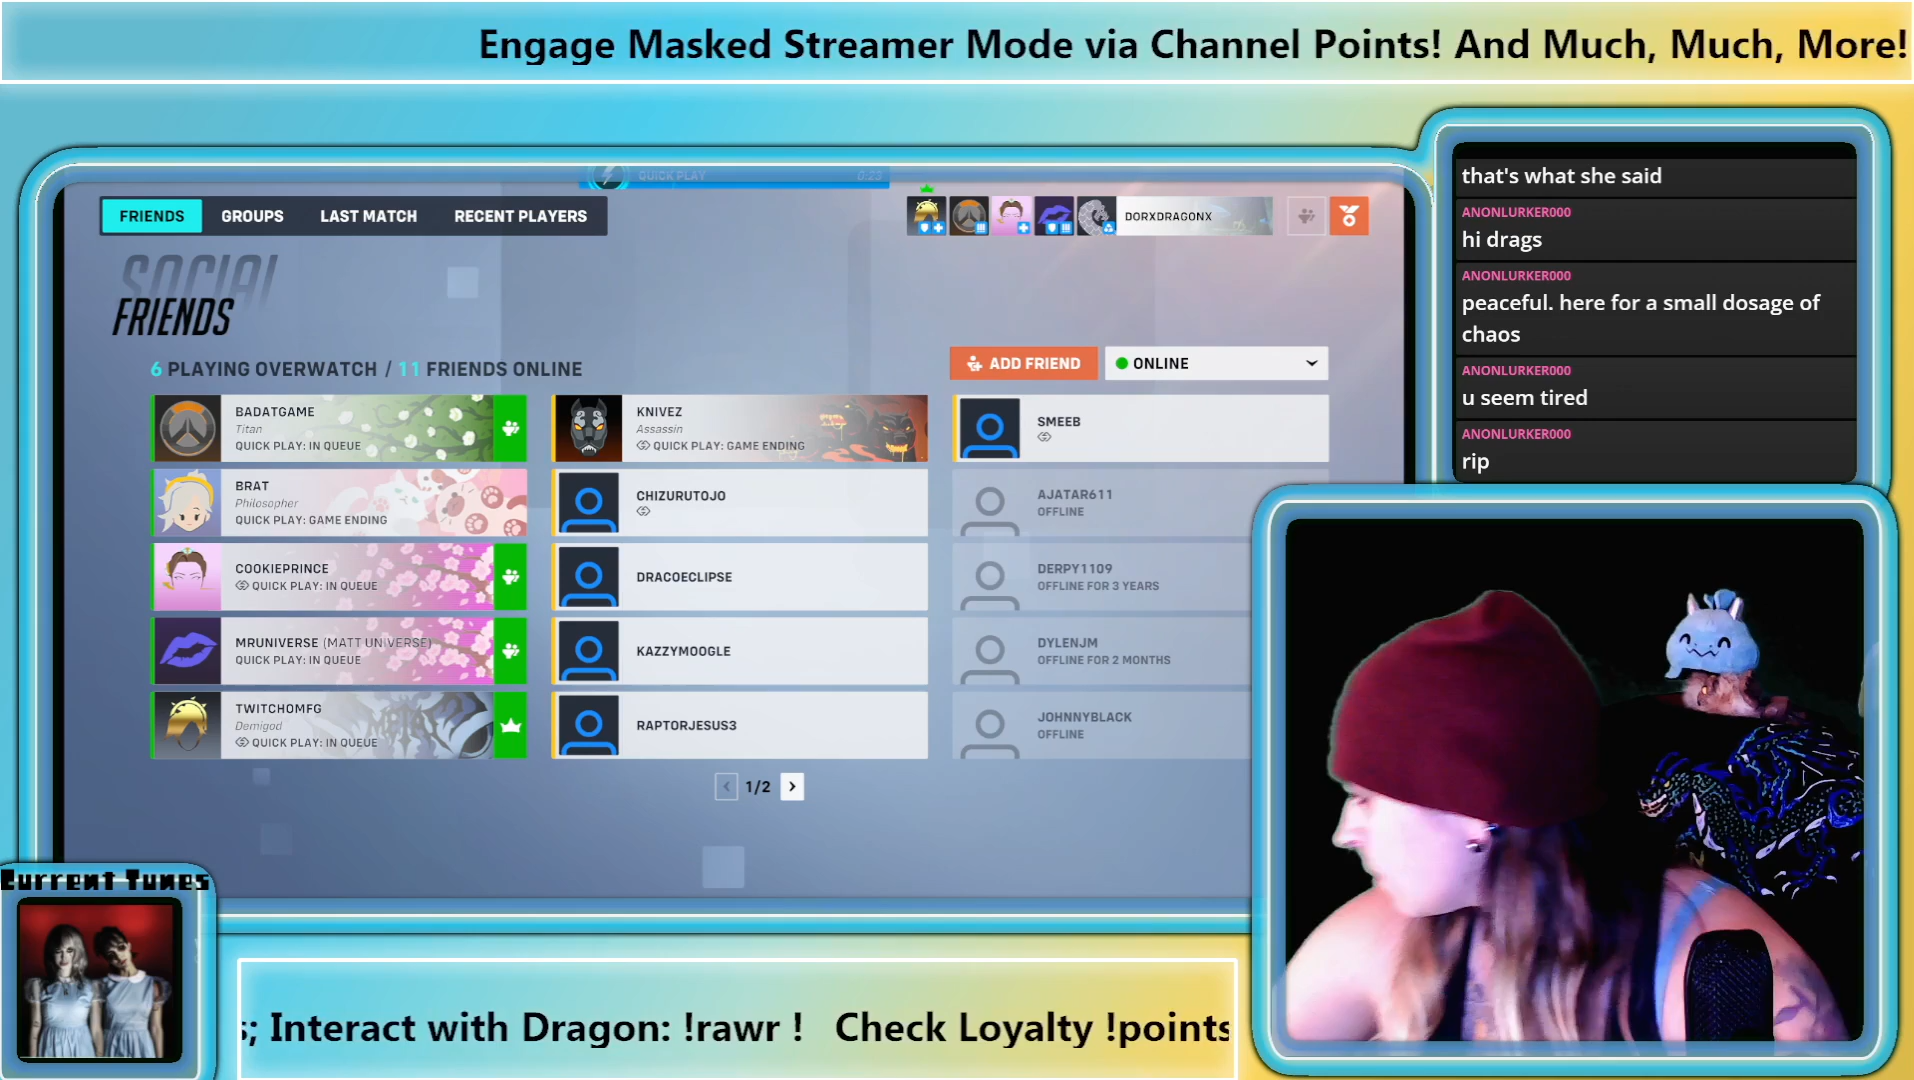 Engage Masked Streamer Mode via Channel Points! And Much, Much, More!
QUICK PLAY 0:23
FRIENDS GROUPS LAST MATCH RECENT PLAYERS
DORXDRAGONX
SOCIAL
FRIENDS
6 PLAYING OVERWATCH / 11 FRIENDS ONLINE
ADD FRIEND
ONLINE
BADATGAME
Titan
QUICK PLAY: IN QUEUE
BRAT
Philosopher
QUICK PLAY: GAME ENDING
COOKIEPRINCE
QUICK PLAY: IN QUEUE
MRUNIVERSE (MATT UNIVERSE)
QUICK PLAY: IN QUEUE
TWITCHOMFG
Demigod
QUICK PLAY: IN QUEUE
KNIVEZ
Assassin
QUICK PLAY: GAME ENDING
CHIZURUTOJO
DRACOECLIPSE
KAZZYMOOGLE
RAPTORJESUS3
SMEEB
AJATAR611
OFFLINE
DERPY1109
OFFLINE FOR 3 YEARS
DYLENJM
OFFLINE FOR 2 MONTHS
JOHNNYBLACK
OFFLINE
1/2
that's what she said
ANONLURKER000
hi drags
ANONLURKER000
peaceful. here for a small dosage of
chaos
ANONLURKER000
u seem tired
ANONLURKER000
rip
Current Tunes
s; Interact with Dragon: !rawr ! Check Loyalty !points